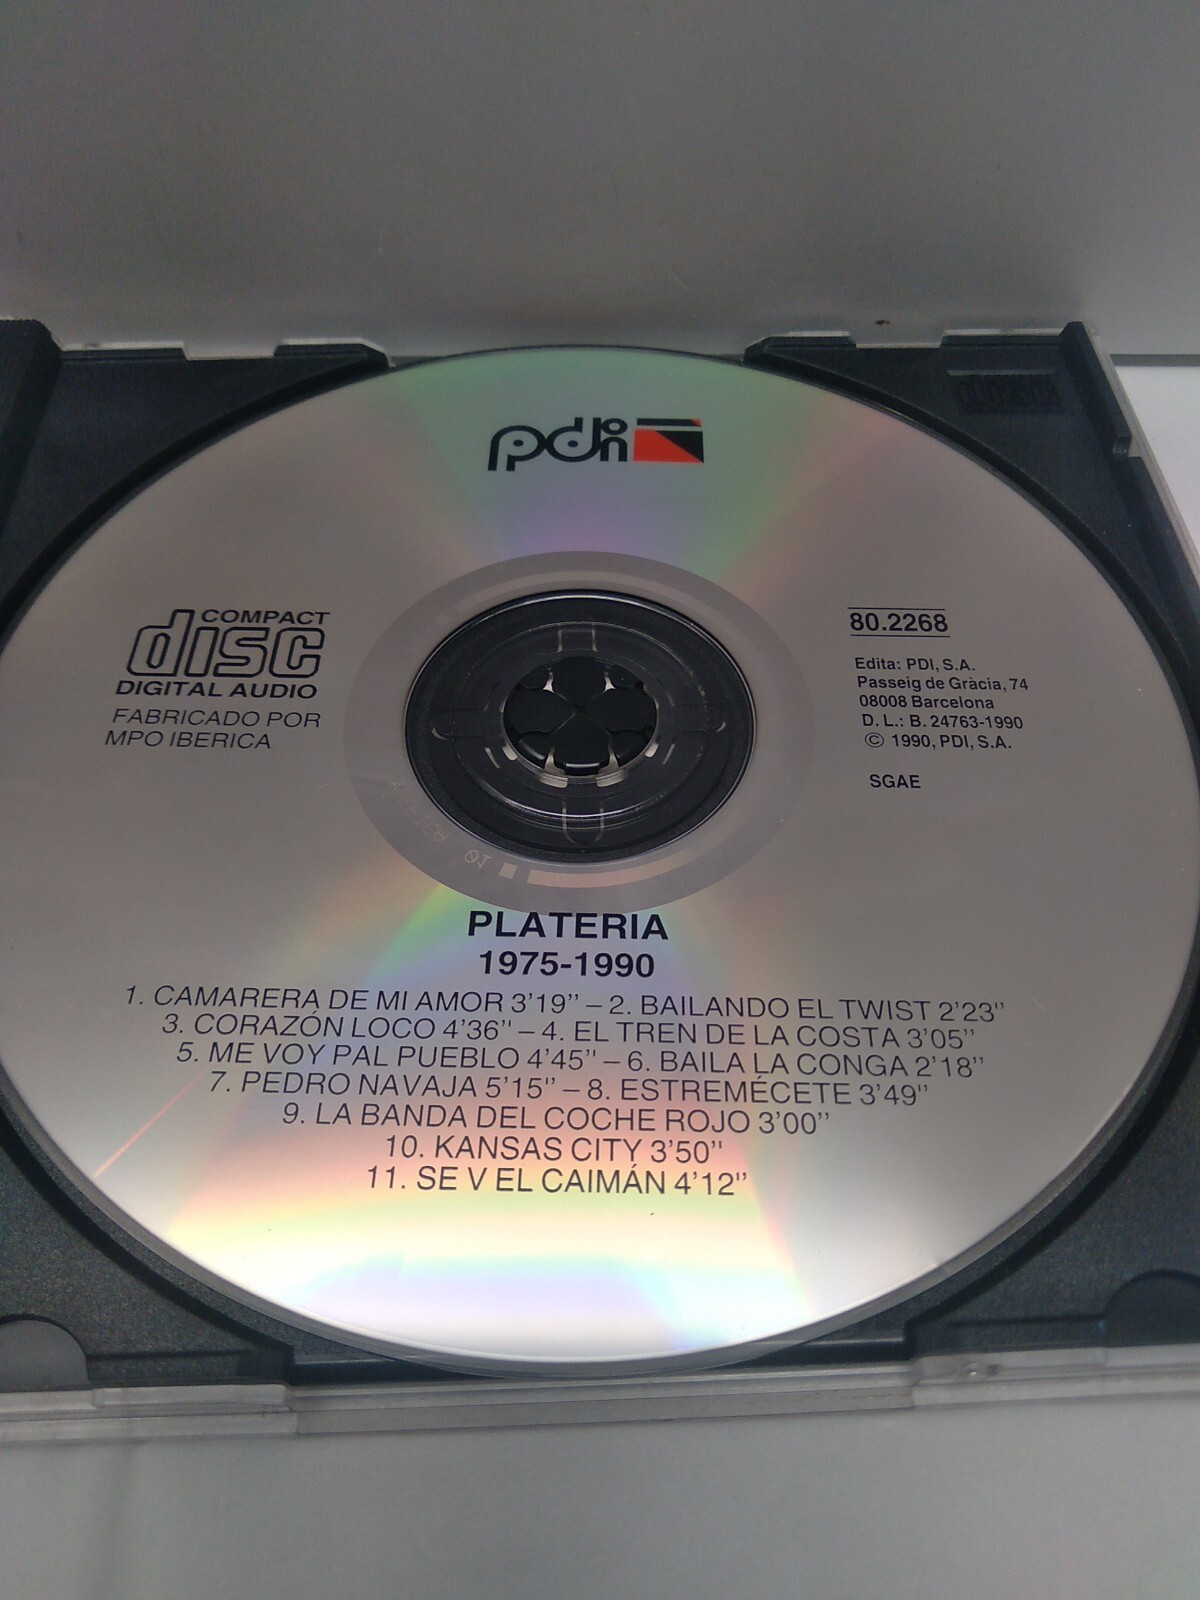 pdi
COMPACT
disc
DIGITAL AUDIO
FABRICADO POR
MPO IBERICA
80.2268
Edita: PDI, S.A.
Passeig de Gràcia, 74
08008 Barcelona
D. L.: B. 24763-1990
© 1990, PDI, S.A.
SGAE
PLATERIA
1975-1990
1. CAMARERA DE MI AMOR 3'19" – 2. BAILANDO EL TWIST 2'23"
3. CORAZÓN LOCO 4'36" – 4. EL TREN DE LA COSTA 3'05"
5. ME VOY PAL PUEBLO 4'45" – 6. BAILA LA CONGA 2'18"
7. PEDRO NAVAJA 5'15" – 8. ESTREMÉCETE 3'49"
9. LA BANDA DEL COCHE ROJO 3'00"
10. KANSAS CITY 3'50"
11. SE V EL CAIMÁN 4'12"